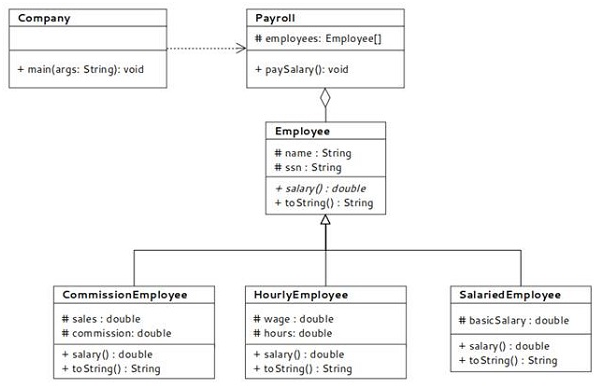 Company
+ main(args: String): void
Payroll
# employees: Employee[]
+ paySalary(): void
Employee
# name : String
# ssn : String
+ salary() : double
+ toString() : String
CommissionEmployee
# sales : double
# commission: double
+ salary() : double
+ toString() : String
HourlyEmployee
# wage : double
# hours: double
+ salary() : double
+ toString() : String
SalariedEmployee
# basicSalary : double
+ salary() : double
+ toString() : String